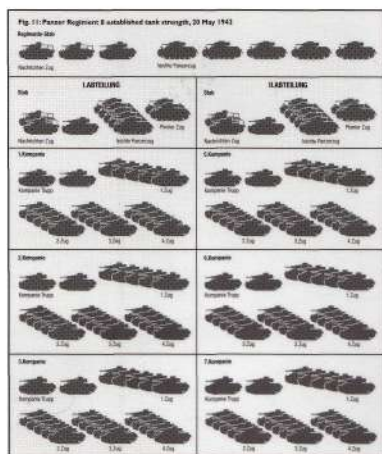 Fig. 11: Panzer Regiment 8 established tank strength, 20 May 1942
Regiments-Stab
Nachrichten Zug leichte Panzerzug
I.ABTEILUNG
Stab
Nachrichten Zug leichte Panzerzug Pionier Zug
II.ABTEILUNG
Stab
Nachrichten Zug leichte Panzerzug Pionier Zug
1.Kompanie
Kompanie Trupp 1.Zug
2.Zug 3.Zug 4.Zug
5.Kompanie
Kompanie Trupp 1.Zug
2.Zug 3.Zug 4.Zug
2.Kompanie
Kompanie Trupp 1.Zug
2.Zug 3.Zug 4.Zug
6.Kompanie
Kompanie Trupp 1.Zug
2.Zug 3.Zug 4.Zug
3.Kompanie
Kompanie Trupp 1.Zug
2.Zug 3.Zug 4.Zug
7.Kompanie
Kompanie Trupp 1.Zug
2.Zug 3.Zug 4.Zug